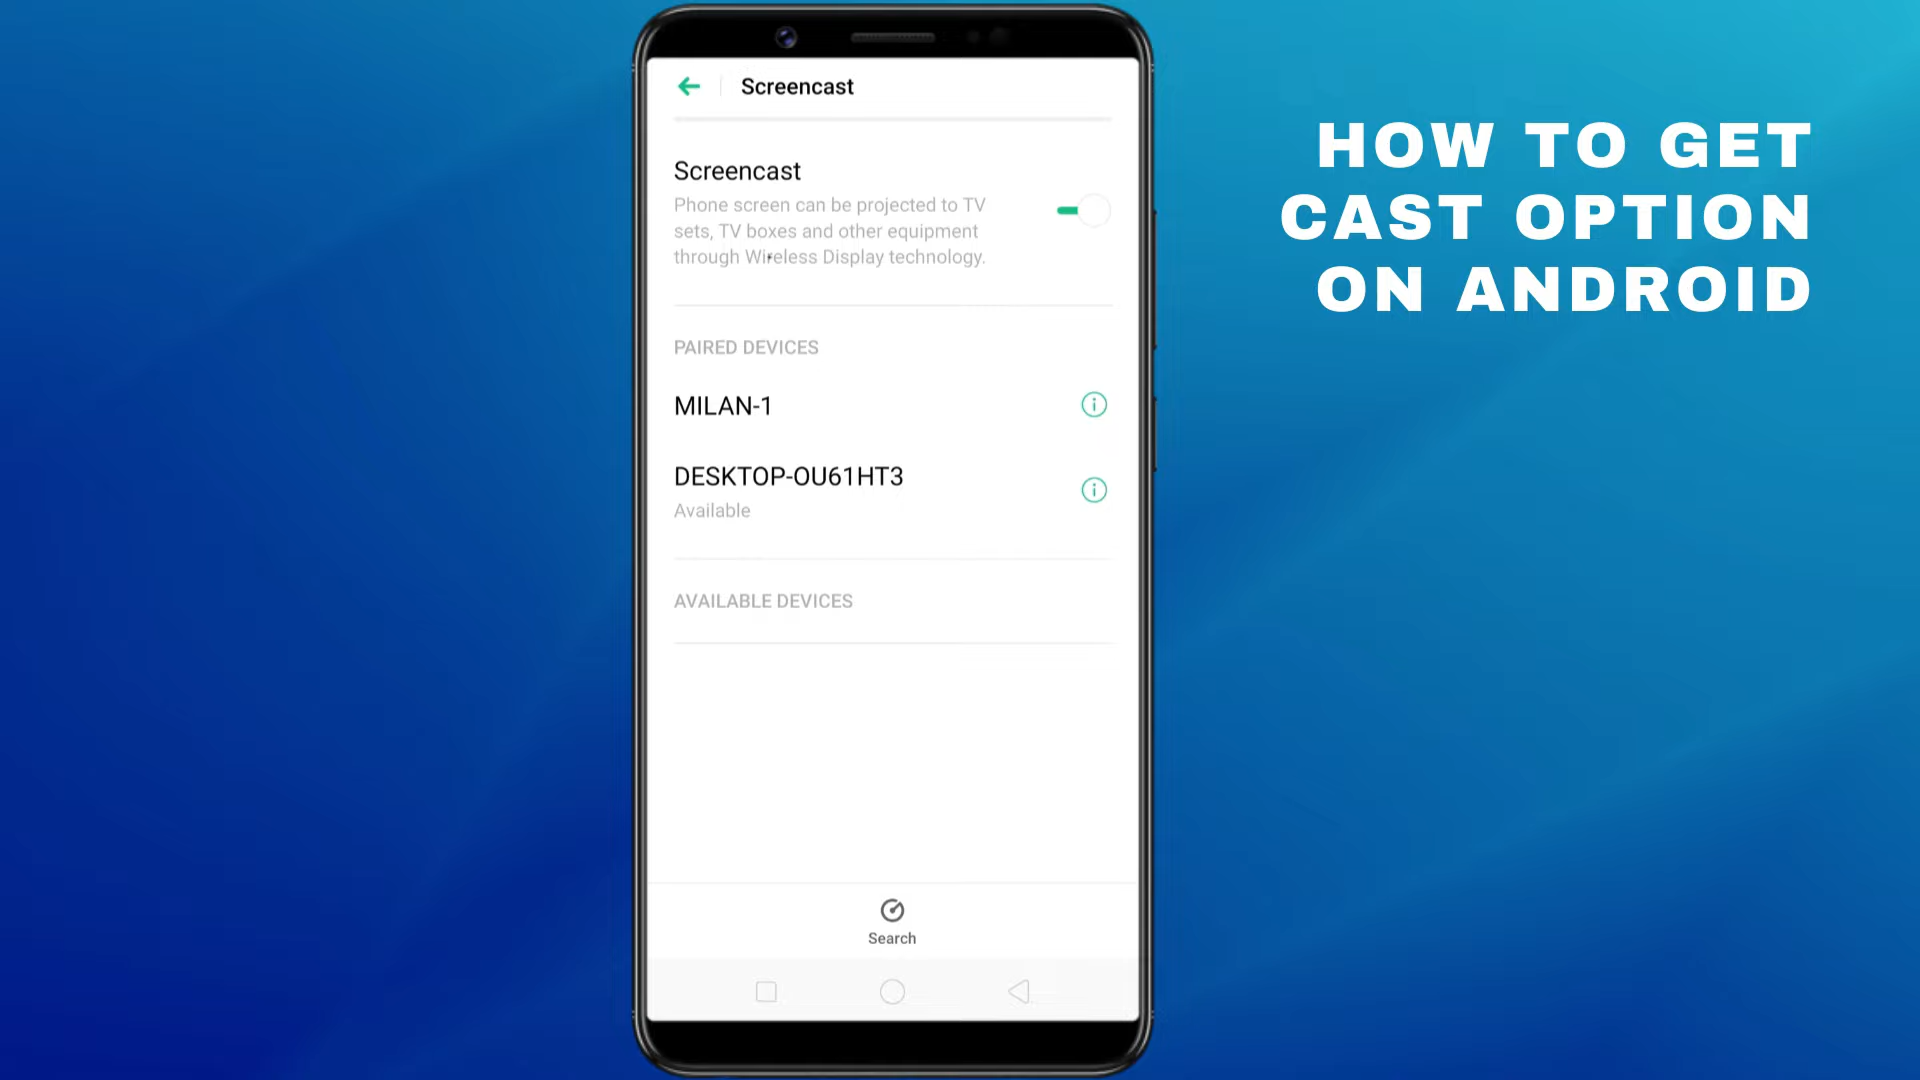 Screencast
Screencast
Phone screen can be projected to TV
sets, TV boxes and other equipment
through Wireless Display technology.
PAIRED DEVICES
MILAN-1
DESKTOP-OU61HT3
Available
AVAILABLE DEVICES
Search
HOW TO GET
CAST OPTION
ON ANDROID